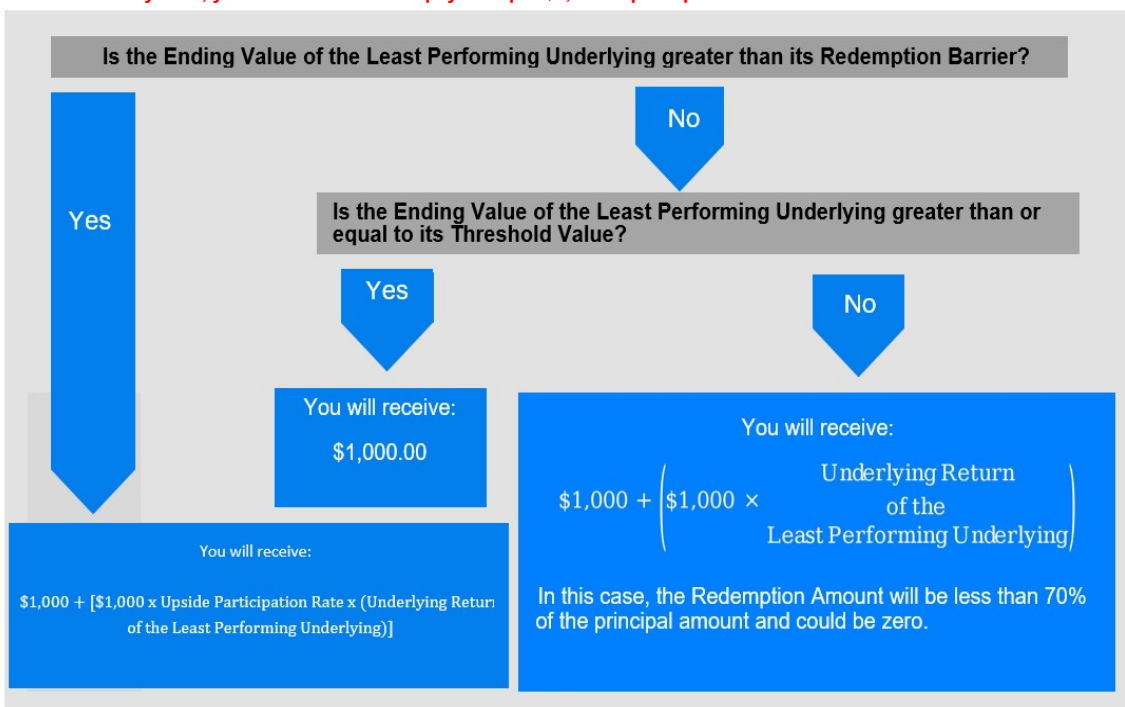 Is the Ending Value of the Least Performing Underlying greater than its Redemption Barrier?
No
Yes
Is the Ending Value of the Least Performing Underlying greater than or
equal to its Threshold Value?
Yes
No
You will receive:
$1,000.00
You will receive:
$1,000 + ($1,000 × Underlying Return
of the
Least Performing Underlying)
In this case, the Redemption Amount will be less than 70%
of the principal amount and could be zero.
You will receive:
$1,000 + [$1,000 x Upside Participation Rate x (Underlying Retur
of the Least Performing Underlying)]